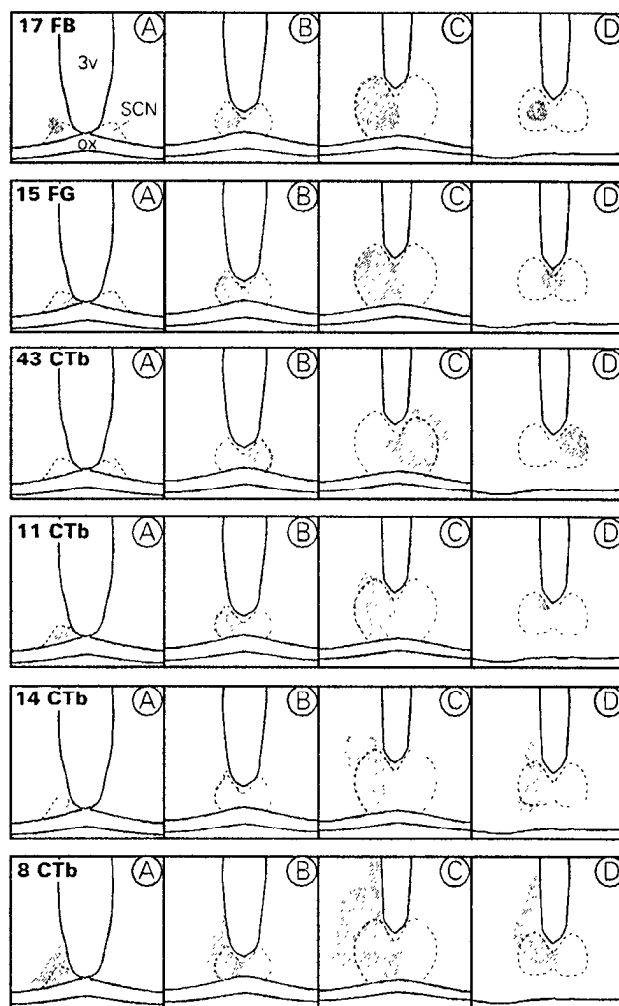 17 FB A B C D
3v
SCN
ox
15 FG A B C D
43 CTb A B C D
11 CTb A B C D
14 CTb A B C D
8 CTb A B C D